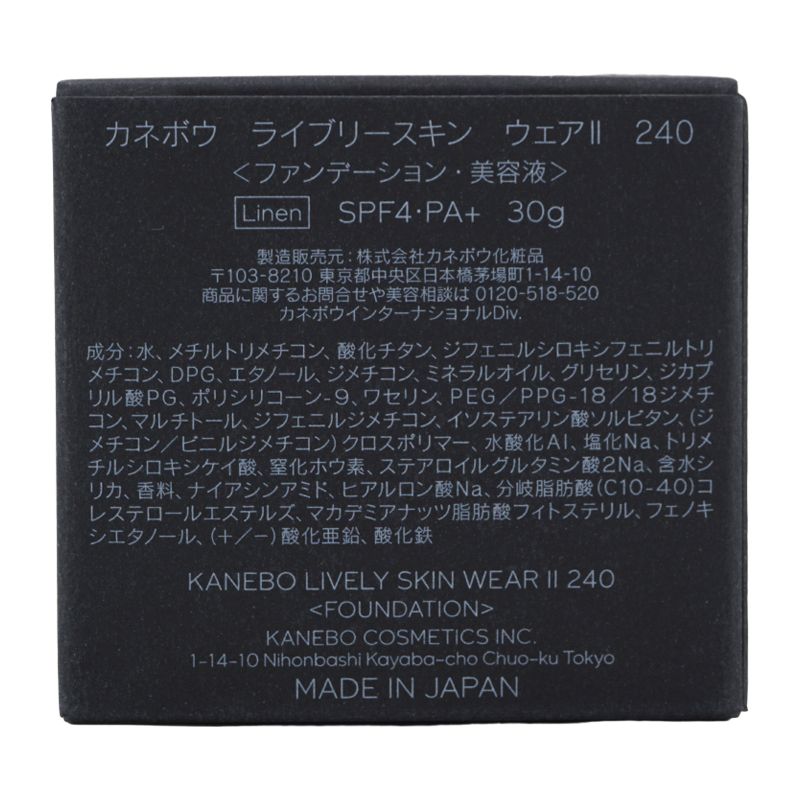 カネボウ ライブリースキン ウェアⅡ 240
<ファンデーション・美容液>
Linen SPF4・PA+ 30g
製造販売元:株式会社カネボウ化粧品
〒103-8210 東京都中央区日本橋茅場町1-14-10
商品に関するお問合せや美容相談は 0120-518-520
カネボウインターナショナルDiv.
成分:水、メチルトリメチコン、酸化チタン、ジフェニルシロキシフェニルトリ
メチコン、DPG、エタノール、ジメチコン、ミネラルオイル、グリセリン、ジカプ
リル酸PG、ポリシリコーン-9、ワセリン、PEG/PPG-18/18ジメチ
コン、マルチトール、ジフェニルジメチコン、イソステアリン酸ソルビタン、(ジ
メチコン/ビニルジメチコン)クロスポリマー、水酸化Al、塩化Na、トリメ
チルシロキシケイ酸、窒化ホウ素、ステアロイルグルタミン酸2Na、含水シ
リカ、香料、ナイアシンアミド、ヒアルロン酸Na、分岐脂肪酸(C10-40)コ
レステロールエステルズ、マカデミアナッツ脂肪酸フィトステリル、フェノキ
シエタノール、(+/-)酸化亜鉛、酸化鉄
KANEBO LIVELY SKIN WEAR II 240
<FOUNDATION>
KANEBO COSMETICS INC.
1-14-10 Nihonbashi Kayaba-cho Chuo-ku Tokyo
MADE IN JAPAN